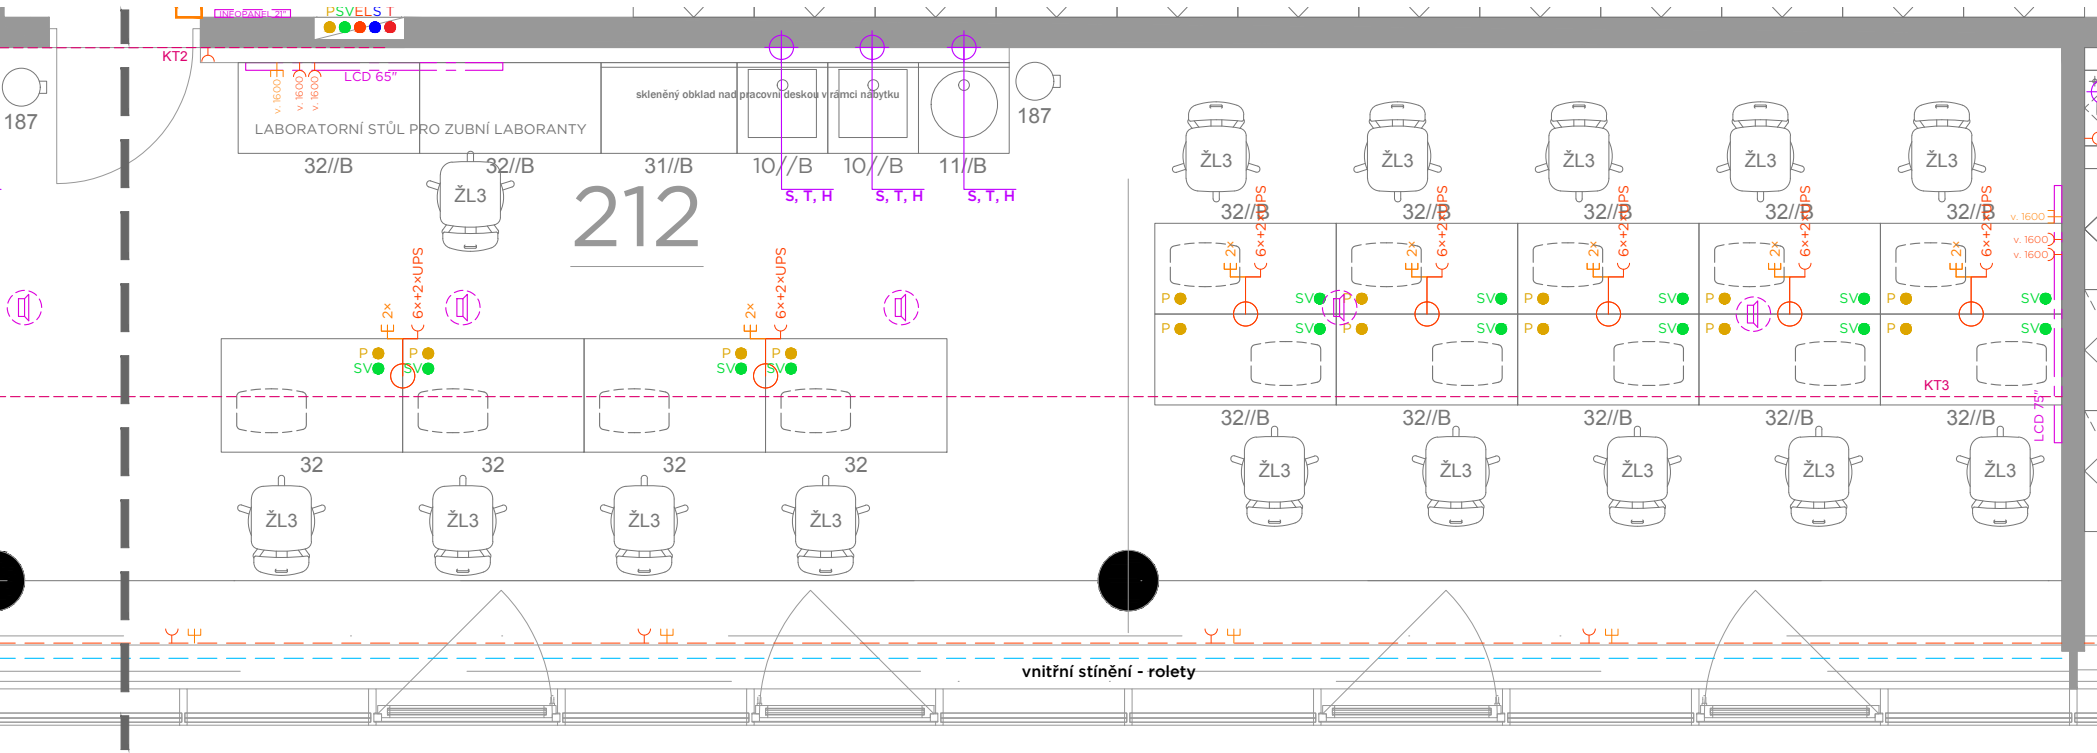 INFOPANEL 21"
PSVELS T
KT2
LCD 65"
v. 1600
v. 1600
v. 1600
skleněný obklad nad pracovní deskou v rámci nábytku
187
187
LABORATORNÍ STŮL PRO ZUBNÍ LABORANTY
32//B
32//B
31//B
10//B
10//B
11//B
ŽL3
S, T, H
S, T, H
S, T, H
212
ŽL3
ŽL3
ŽL3
ŽL3
ŽL3
32//B
32//B
32//B
32//B
32//B
2×
6×+2×UPS
2×
6×+2×UPS
2×
6×+2×UPS
2×
6×+2×UPS
2×
6×+2×UPS
v. 1600
v. 1600
v. 1600
2×
6×+2×UPS
2×
6×+2×UPS
P
SV
P
SV
P
SV
P
SV
P
SV
P
SV
P
SV
P
SV
P
SV
P
SV
P
P
P
P
SV
SV
SV
SV
KT3
LCD 75"
32//B
32//B
32//B
32//B
32//B
32
32
32
32
ŽL3
ŽL3
ŽL3
ŽL3
ŽL3
ŽL3
ŽL3
ŽL3
ŽL3
vnitřní stínění - rolety